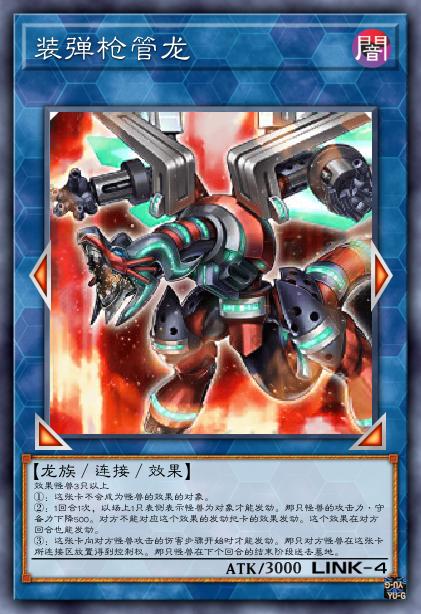 装弹枪管龙
闇
【龙族/连接/效果】
效果怪兽3只以上
①：这张卡不会成为怪兽的效果的对象。
②：1回合1次，以场上1只表侧表示怪兽为对象才能发动。那只怪兽的攻击力·守
备力下降500。对方不能对应这个效果的发动把卡的效果发动。这个效果在对方
回合也能发动。
③：这张卡向对方怪兽攻击的伤害步骤开始时才能发动。那只对方怪兽在这张卡
所连接区放置得到控制权。那只怪兽在下个回合的结束阶段送去墓地。
ATK/3000 LINK-4